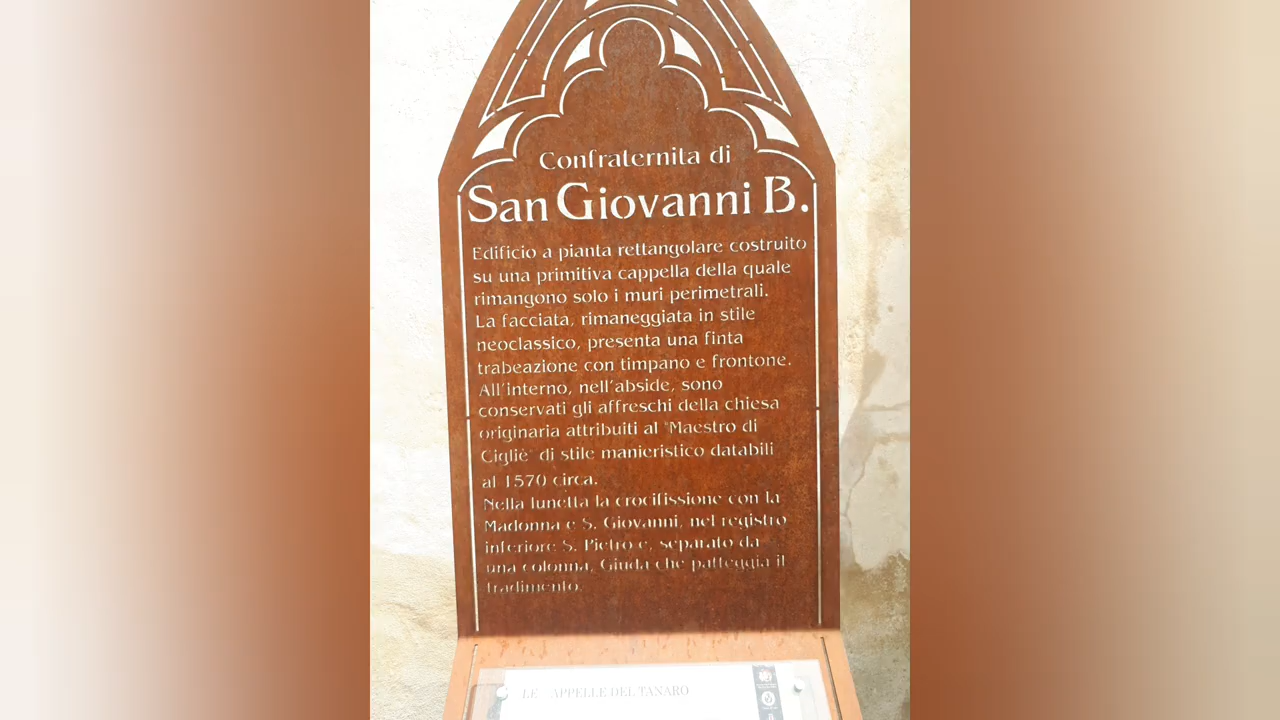 Confraternita di
San Giovanni B.
Edificio a pianta rettangolare costruito
su una primitiva cappella della quale
rimangono solo i muri perimetrali.
La facciata, rimaneggiata in stile
neoclassico, presenta una finta
trabeazione con timpano e frontone.
All'interno, nell'abside, sono
conservati gli affreschi della chiesa
originaria attribuiti al "Maestro di
Cigliè" di stile manieristico databili
al 1570 circa.
Nella lunetta la crocifissione con la
Madonna e S. Giovanni, nel registro
inferiore S. Pietro e, separato da
una colonna, Giuda che patteggia il
tradimento.
LE APPELLE DEL TANARO